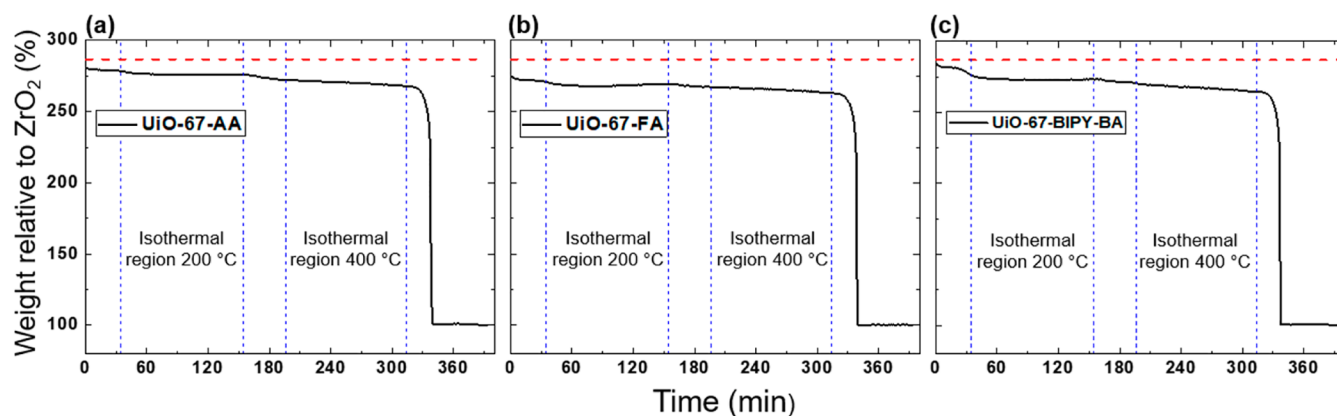 (a)
(b)
(c)
Weight relative to ZrO2 (%)
300
250
200
150
100
UiO-67-AA
UiO-67-FA
UiO-67-BIPY-BA
Isothermal
region 200 °C
Isothermal
region 400 °C
Isothermal
region 200 °C
Isothermal
region 400 °C
Isothermal
region 200 °C
Isothermal
region 400 °C
0 60 120 180 240 300 360
0 60 120 180 240 300 360
0 60 120 180 240 300 360
Time (min)